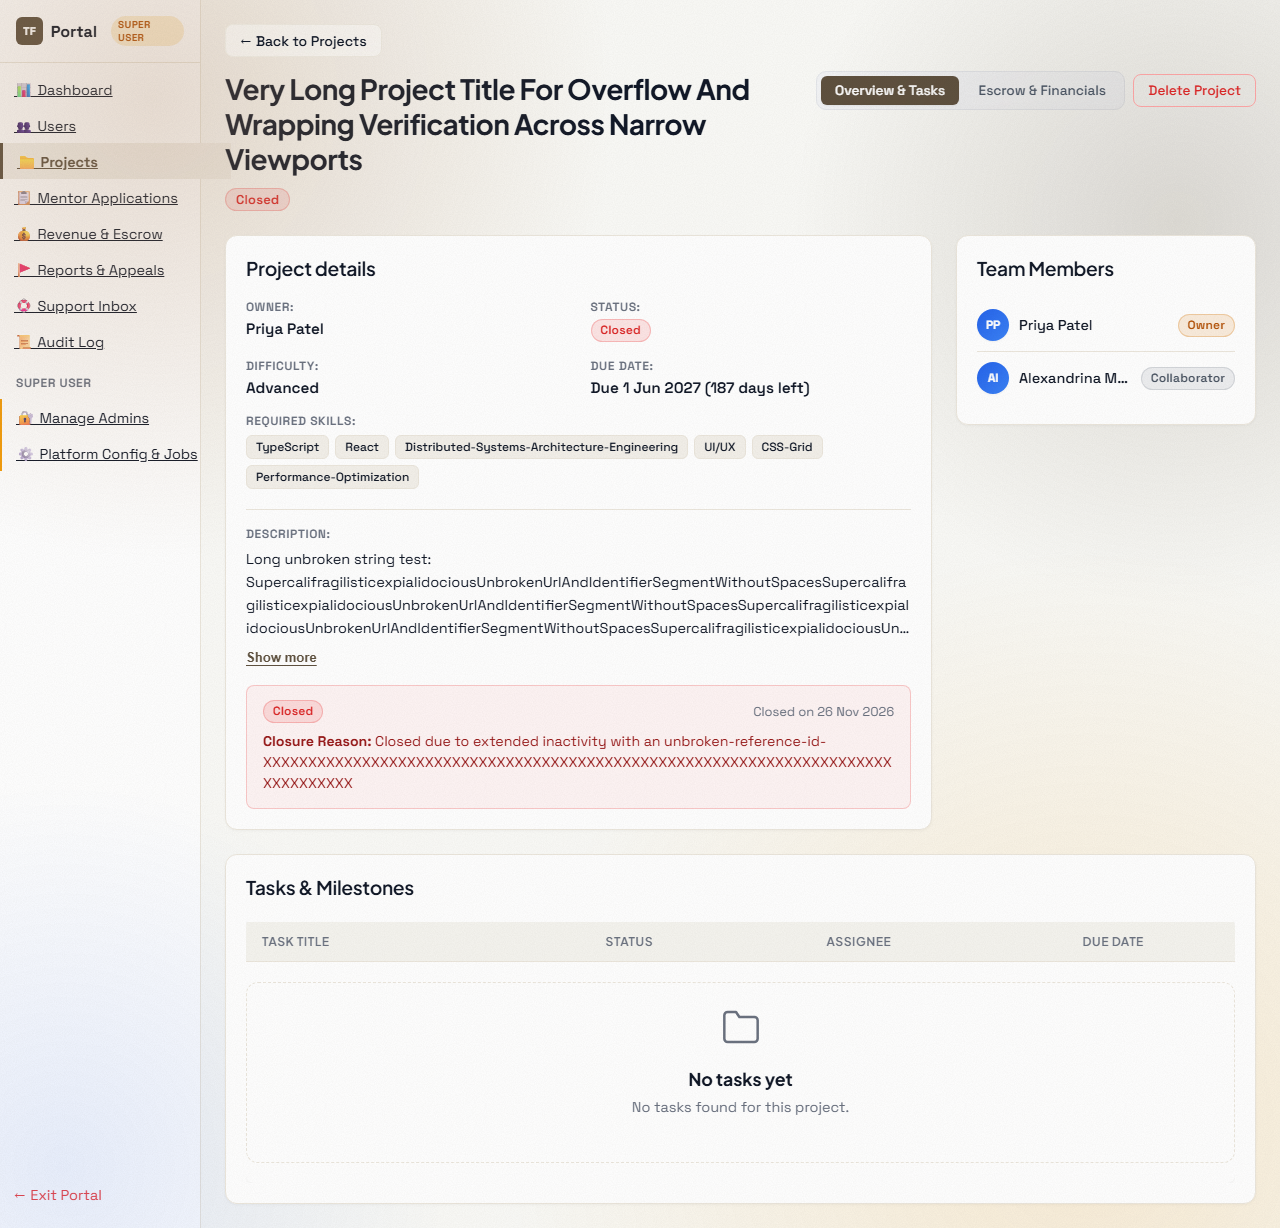 TF Portal SUPER USER
Dashboard
Users
Projects
Mentor Applications
Revenue & Escrow
Reports & Appeals
Support Inbox
Audit Log
SUPER USER
Manage Admins
Platform Config & Jobs
← Exit Portal
← Back to Projects
Very Long Project Title For Overflow And
Wrapping Verification Across Narrow
Viewports
Closed
Overview & Tasks Escrow & Financials Delete Project
Project details
OWNER: STATUS:
Priya Patel Closed
DIFFICULTY: DUE DATE:
Advanced Due 1 Jun 2027 (187 days left)
REQUIRED SKILLS:
TypeScript React Distributed-Systems-Architecture-Engineering UI/UX CSS-Grid
Performance-Optimization
DESCRIPTION:
Long unbroken string test:
SupercalifragilisticexpialidociousUnbrokenUrlAndIdentifierSegmentWithoutSpacesSupercalifra
gilisticexpialidociousUnbrokenUrlAndIdentifierSegmentWithoutSpacesSupercalifragilisticexpial
idociousUnbrokenUrlAndIdentifierSegmentWithoutSpacesSupercalifragilisticexpialidociousUn...
Show more
Closed Closed on 26 Nov 2026
Closure Reason: Closed due to extended inactivity with an unbroken-reference-id-
XXXXXXXXXXXXXXXXXXXXXXXXXXXXXXXXXXXXXXXXXXXXXXXXXXXXXXXXXXXXXXXXXXXXXX
XXXXXXXXXX
Team Members
PP Priya Patel Owner
AI Alexandrina M... Collaborator
Tasks & Milestones
TASK TITLE STATUS ASSIGNEE DUE DATE
No tasks yet
No tasks found for this project.